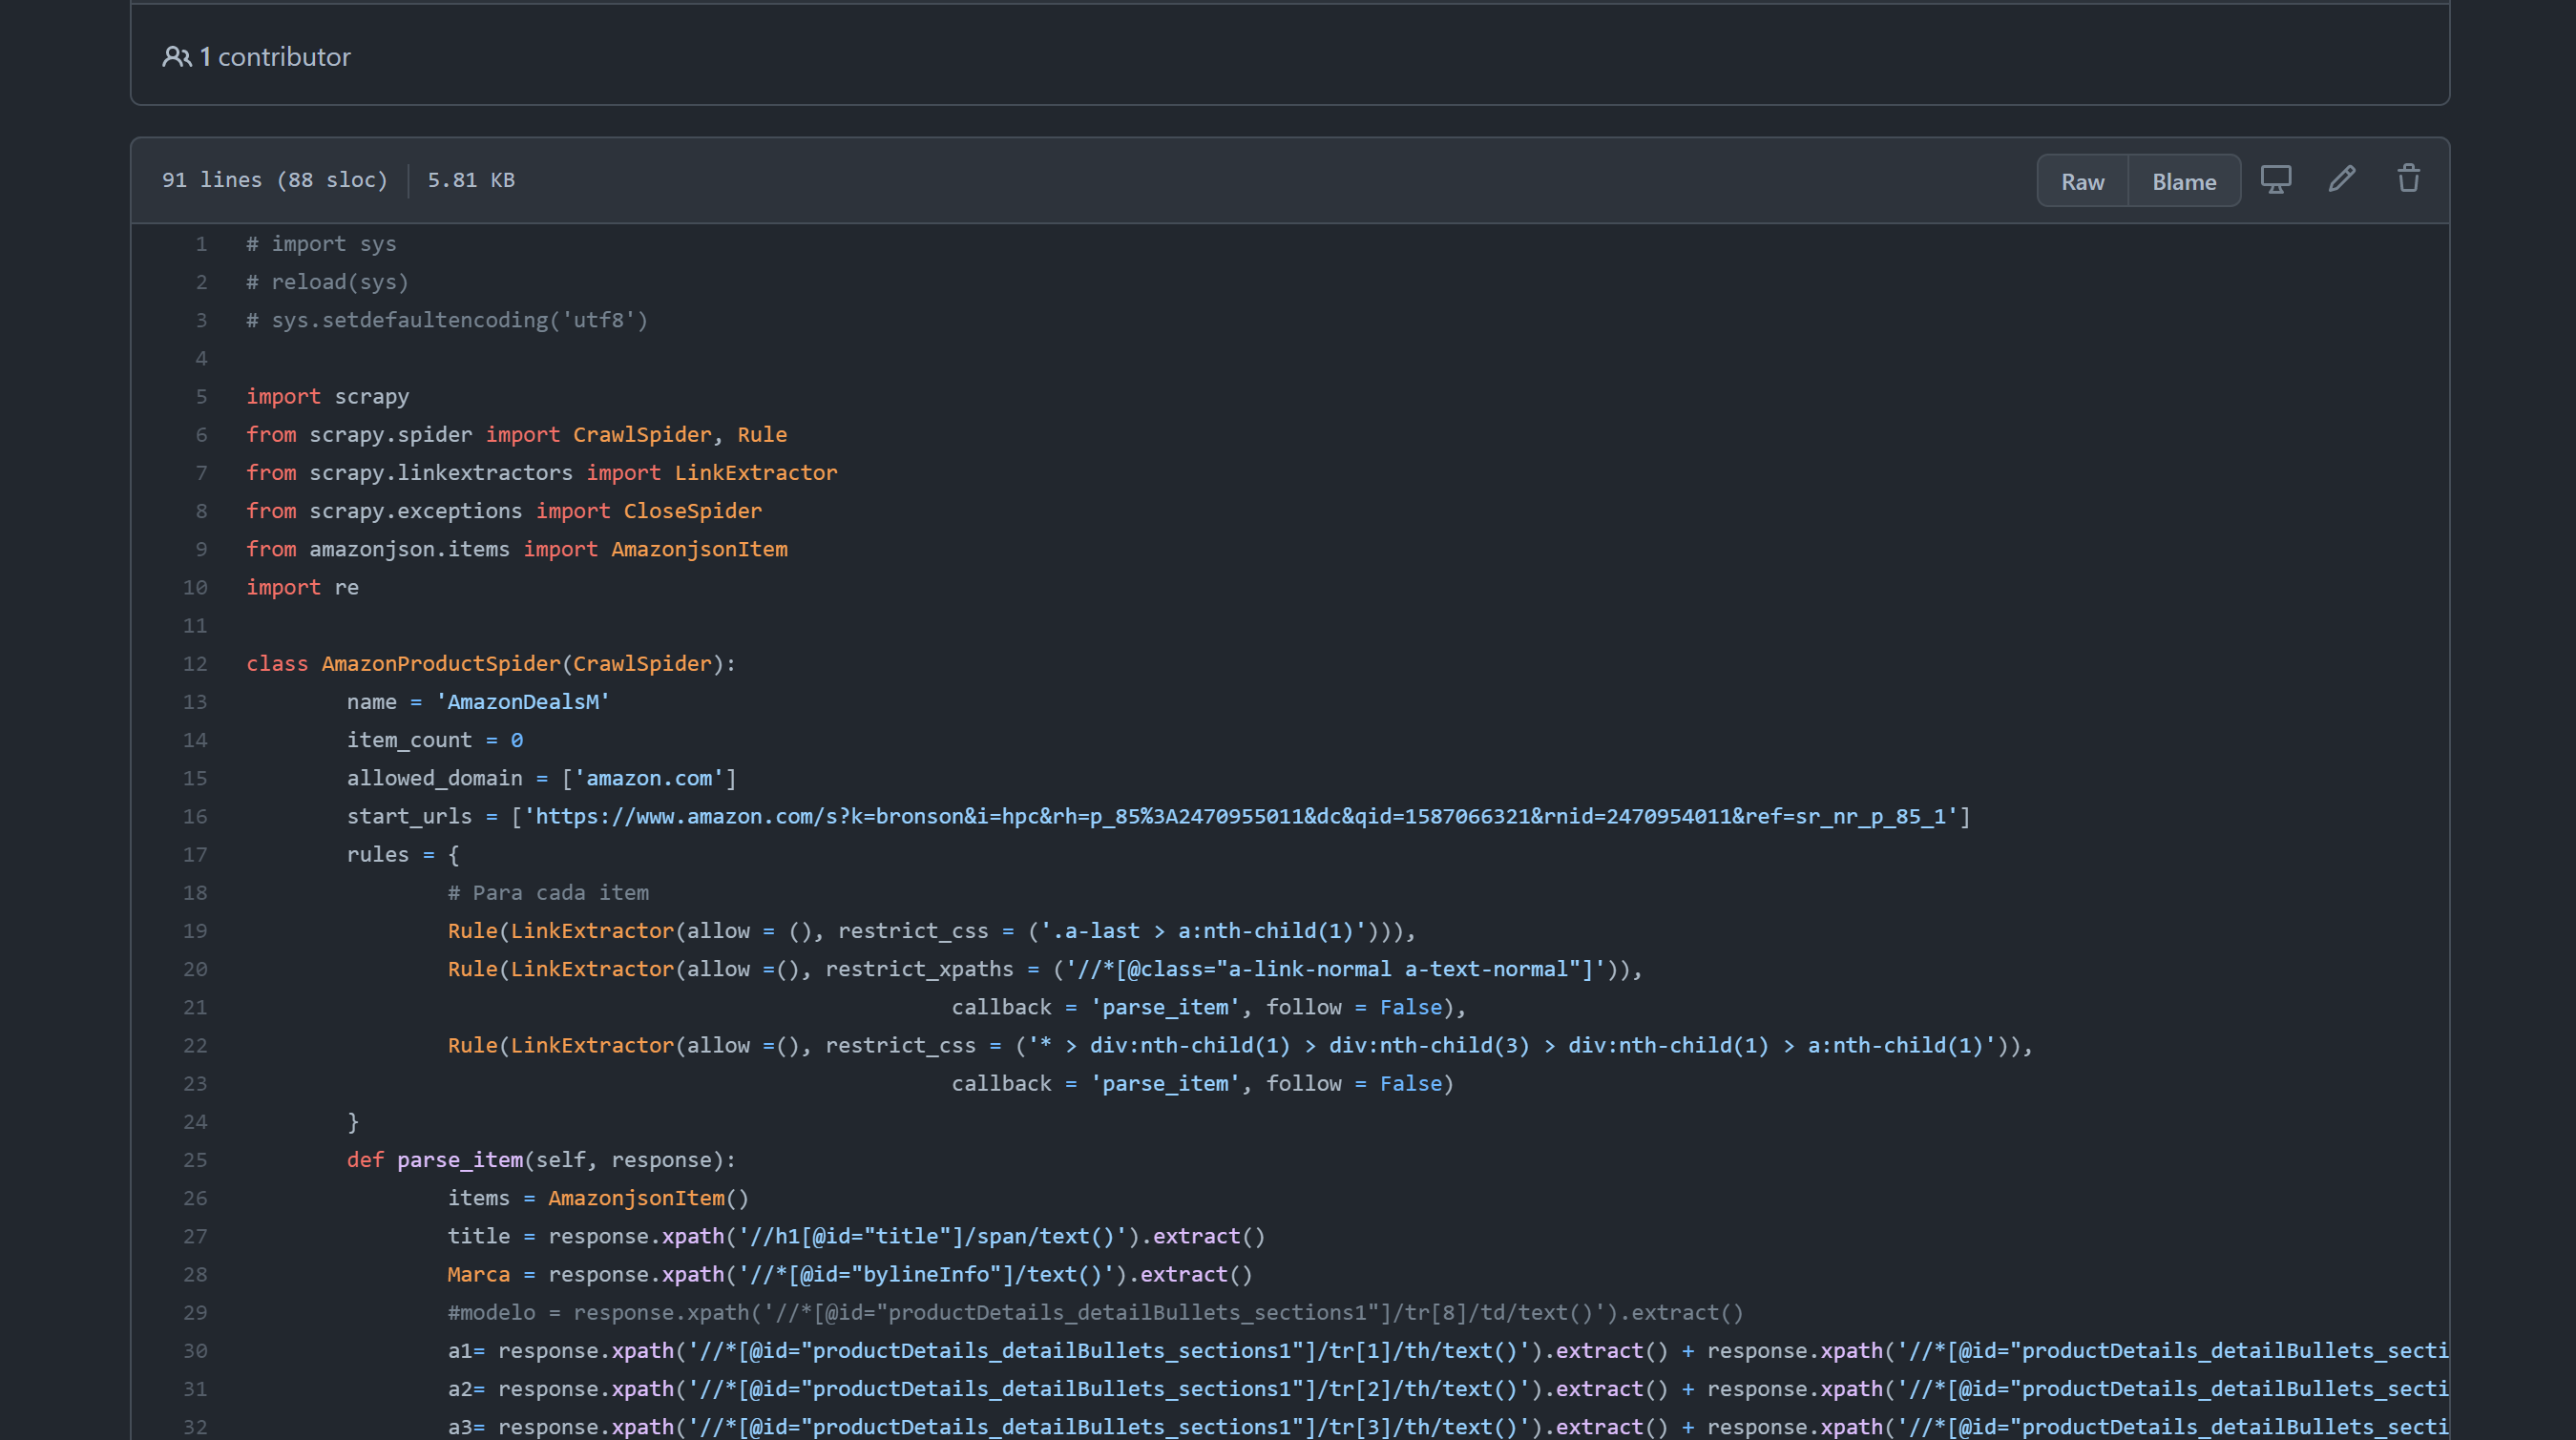 1 contributor
91 lines (88 sloc) 5.81 KB
Raw Blame
1 # import sys
2 # reload(sys)
3 # sys.setdefaultencoding('utf8')
4
5 import scrapy
6 from scrapy.spider import CrawlSpider, Rule
7 from scrapy.linkextractors import LinkExtractor
8 from scrapy.exceptions import CloseSpider
9 from amazonjson.items import AmazonjsonItem
10 import re
11
12 class AmazonProductSpider(CrawlSpider):
13 name = 'AmazonDealsM'
14 item_count = 0
15 allowed_domain = ['amazon.com']
16 start_urls = ['https://www.amazon.com/s?k=bronson&i=hpc&rh=p_85%3A2470955011&dc&qid=1587066321&rnid=2470954011&ref=sr_nr_p_85_1']
17 rules = {
18 # Para cada item
19 Rule(LinkExtractor(allow = (), restrict_css = ('.a-last > a:nth-child(1)'))),
20 Rule(LinkExtractor(allow =(), restrict_xpaths = ('//*[@class="a-link-normal a-text-normal"]')),
21 callback = 'parse_item', follow = False),
22 Rule(LinkExtractor(allow =(), restrict_css = ('* > div:nth-child(1) > div:nth-child(3) > div:nth-child(1) > a:nth-child(1)')),
23 callback = 'parse_item', follow = False)
24 }
25 def parse_item(self, response):
26 items = AmazonjsonItem()
27 title = response.xpath('//h1[@id="title"]/span/text()').extract()
28 Marca = response.xpath('//*[@id="bylineInfo"]/text()').extract()
29 #modelo = response.xpath('//*[@id="productDetails_detailBullets_sections1"]/tr[8]/td/text()').extract()
30 a1= response.xpath('//*[@id="productDetails_detailBullets_sections1"]/tr[1]/th/text()').extract() + response.xpath('//*[@id="productDetails_detailBullets_secti
31 a2= response.xpath('//*[@id="productDetails_detailBullets_sections1"]/tr[2]/th/text()').extract() + response.xpath('//*[@id="productDetails_detailBullets_secti
32 a3= response.xpath('//*[@id="productDetails_detailBullets_sections1"]/tr[3]/th/text()').extract() + response.xpath('//*[@id="productDetails_detailBullets_secti